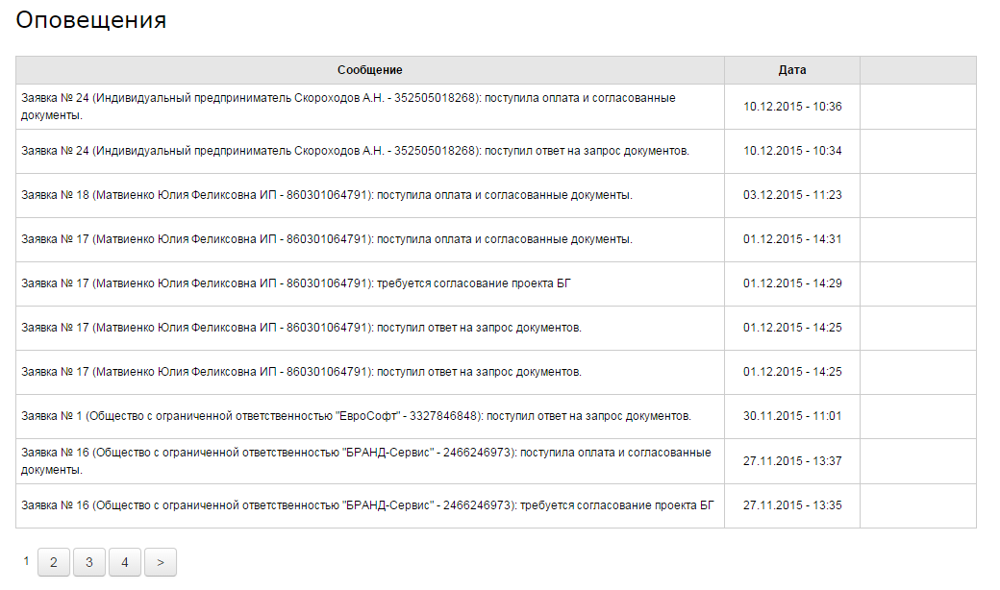 Оповещения
Сообщение Дата
Заявка № 24 (Индивидуальный предприниматель Скороходов А.Н. - 352505018268): поступила оплата и согласованные
документы.
10.12.2015 - 10:36
Заявка № 24 (Индивидуальный предприниматель Скороходов А.Н. - 352505018268): поступил ответ на запрос документов. 10.12.2015 - 10:34
Заявка № 18 (Матвиенко Юлия Феликсовна ИП - 860301064791): поступила оплата и согласованные документы. 03.12.2015 - 11:23
Заявка № 17 (Матвиенко Юлия Феликсовна ИП - 860301064791): поступила оплата и согласованные документы. 01.12.2015 - 14:31
Заявка № 17 (Матвиенко Юлия Феликсовна ИП - 860301064791): требуется согласование проекта БГ 01.12.2015 - 14:29
Заявка № 17 (Матвиенко Юлия Феликсовна ИП - 860301064791): поступил ответ на запрос документов. 01.12.2015 - 14:25
Заявка № 17 (Матвиенко Юлия Феликсовна ИП - 860301064791): поступил ответ на запрос документов. 01.12.2015 - 14:25
Заявка № 1 (Общество с ограниченной ответственностью "ЕвроСофт" - 3327846848): поступил ответ на запрос документов. 30.11.2015 - 11:01
Заявка № 16 (Общество с ограниченной ответственностью "БРАНД-Сервис" - 2466246973): поступила оплата и согласованные
документы.
27.11.2015 - 13:37
Заявка № 16 (Общество с ограниченной ответственностью "БРАНД-Сервис" - 2466246973): требуется согласование проекта БГ 27.11.2015 - 13:35
1 2 3 4 >